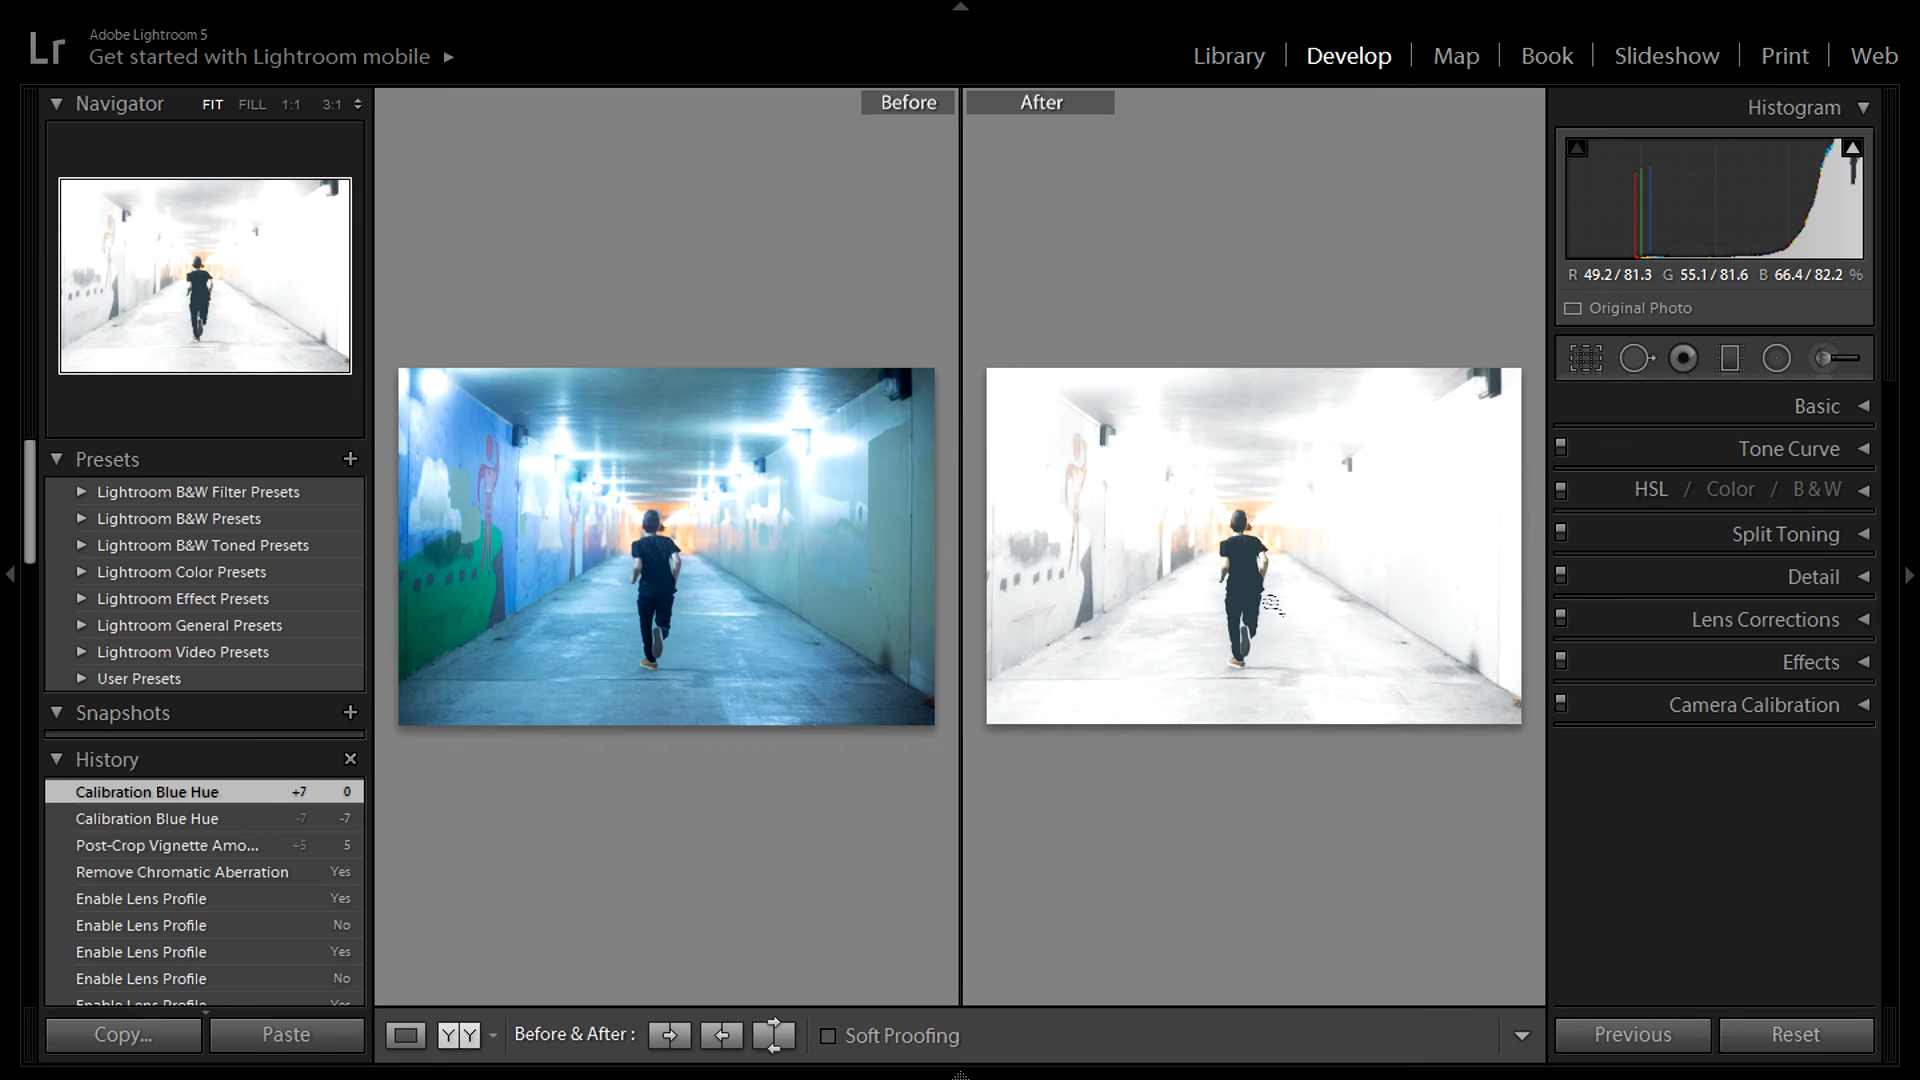 Lr
Adobe Lightroom 5
Get started with Lightroom mobile
Library
Develop
Map
Book
Slideshow
Print
Web
Navigator
FIT
FILL
1:1
3:1
Before
After
Histogram
R 49.2 / 81.3 G 55.1 / 81.6 B 66.4 / 82.2 %
Original Photo
Basic
Tone Curve
HSL / Color / B & W
Split Toning
Detail
Lens Corrections
Effects
Camera Calibration
Presets
Lightroom B&W Filter Presets
Lightroom B&W Presets
Lightroom B&W Toned Presets
Lightroom Color Presets
Lightroom Effect Presets
Lightroom General Presets
Lightroom Video Presets
User Presets
Snapshots
History
Calibration Blue Hue +7 0
Calibration Blue Hue -7 -7
Post-Crop Vignette Amo... +5 5
Remove Chromatic Aberration Yes
Enable Lens Profile Yes
Enable Lens Profile No
Enable Lens Profile Yes
Enable Lens Profile No
Enable Lens Profile Yes
Copy...
Paste
Y Y
Before & After :
Soft Proofing
Previous
Reset